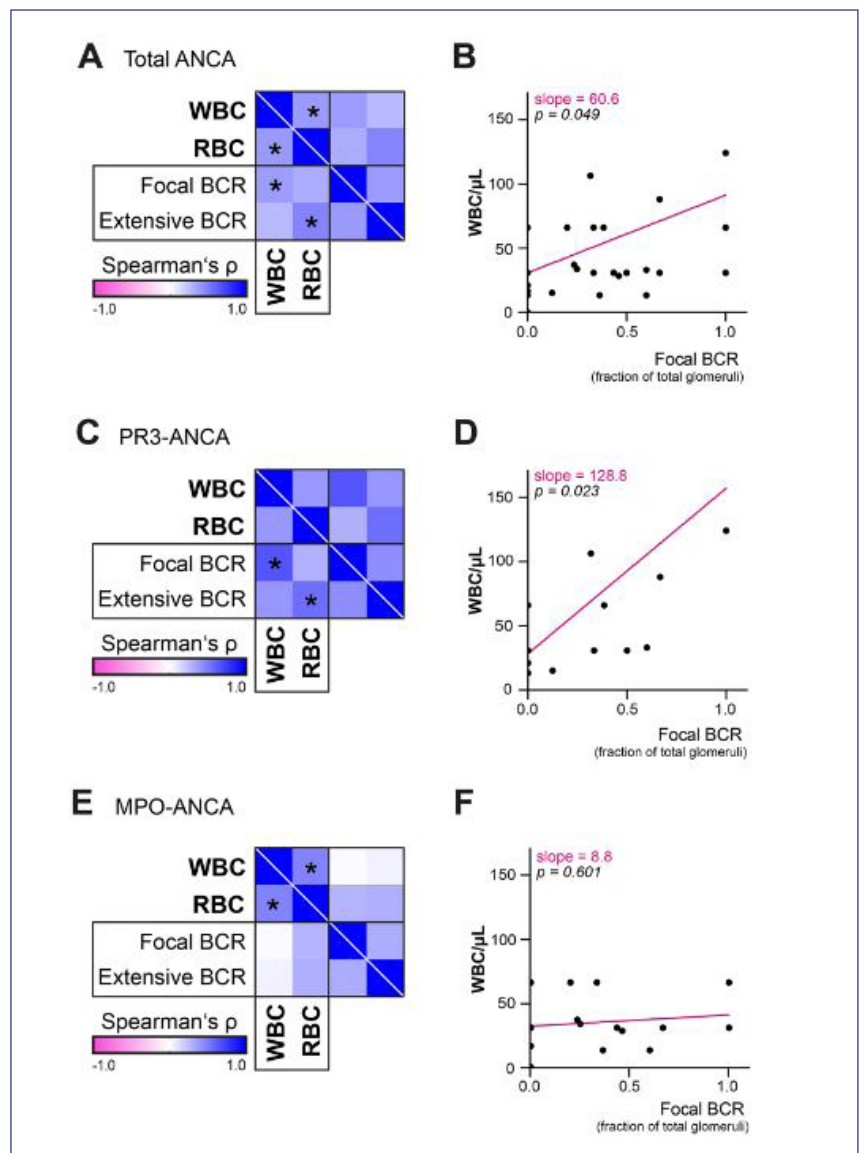 A Total ANCA
WBC
RBC
Focal BCR
Extensive BCR
*
*
*
*
Spearman‘s ρ
-1.0 1.0
WBC
RBC
B
slope = 60.6
p = 0.049
WBC/µL
150
100
50
0
0.0 0.5 1.0
Focal BCR
(fraction of total glomeruli)
C PR3-ANCA
WBC
RBC
Focal BCR
Extensive BCR
*
*
Spearman‘s ρ
-1.0 1.0
WBC
RBC
D
slope = 128.8
p = 0.023
WBC/µL
150
100
50
0
0.0 0.5 1.0
Focal BCR
(fraction of total glomeruli)
E MPO-ANCA
WBC
RBC
Focal BCR
Extensive BCR
*
*
Spearman‘s ρ
-1.0 1.0
WBC
RBC
F
slope = 8.8
p = 0.601
WBC/µL
150
100
50
0
0.0 0.5 1.0
Focal BCR
(fraction of total glomeruli)